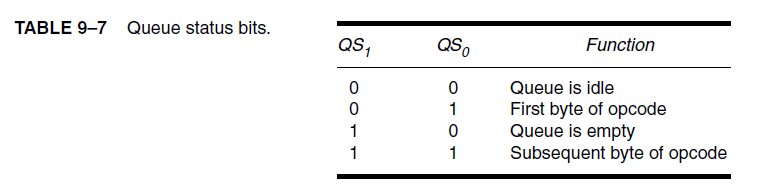 TABLE 9–7 Queue status bits.
QS1 QS0 Function
0 0 Queue is idle
0 1 First byte of opcode
1 0 Queue is empty
1 1 Subsequent byte of opcode